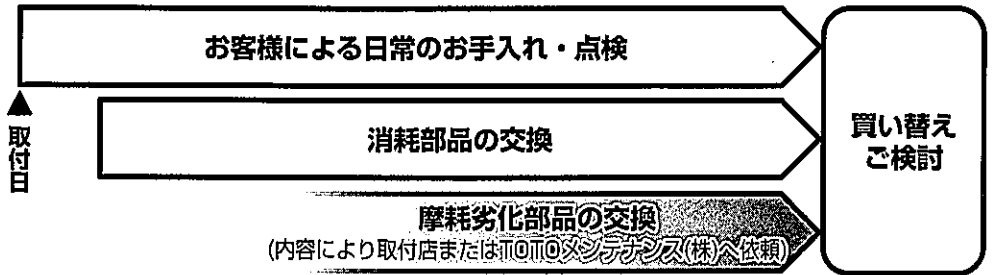 お客様による日常のお手入れ・点検
▲取付日
消耗部品の交換
摩耗劣化部品の交換
(内容により取付店またはTOTOメンテナンス(株)へ依頼)
買い替え
ご検討